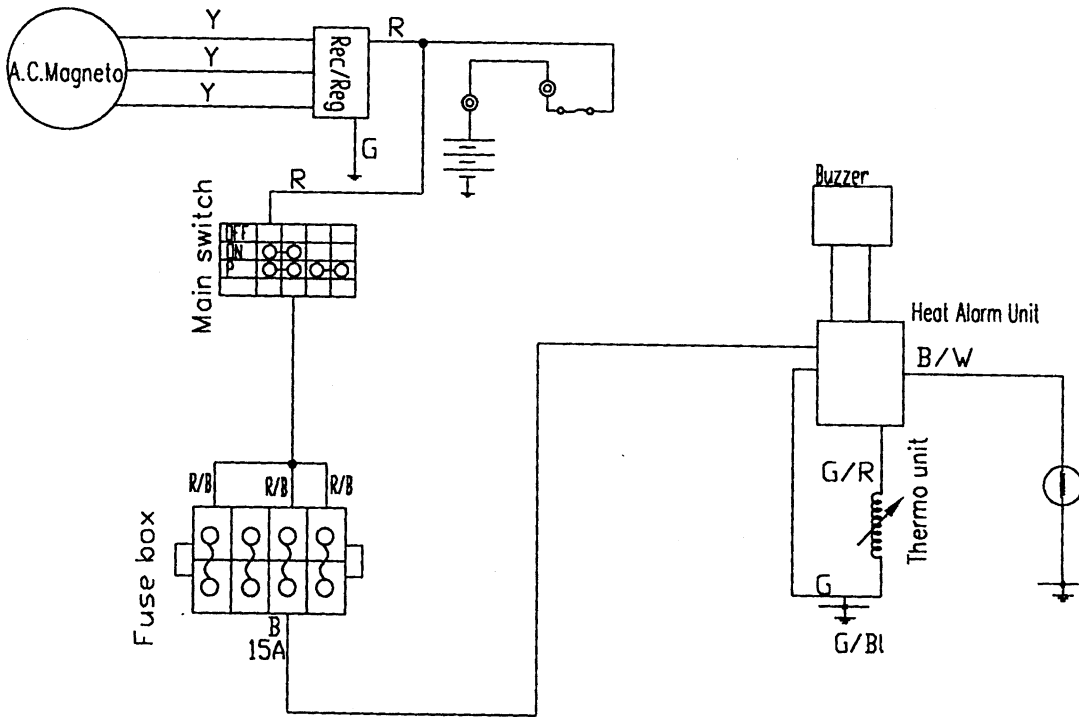 Y
Y
Y
A.C.Magneto
Rec/Reg
R
G
R
Main switch
OFF
ON
P
Buzzer
Heat Alarm Unit
B/W
R/B
R/B
R/B
Fuse box
B
15A
G/R
Thermo unit
G
G/Bl